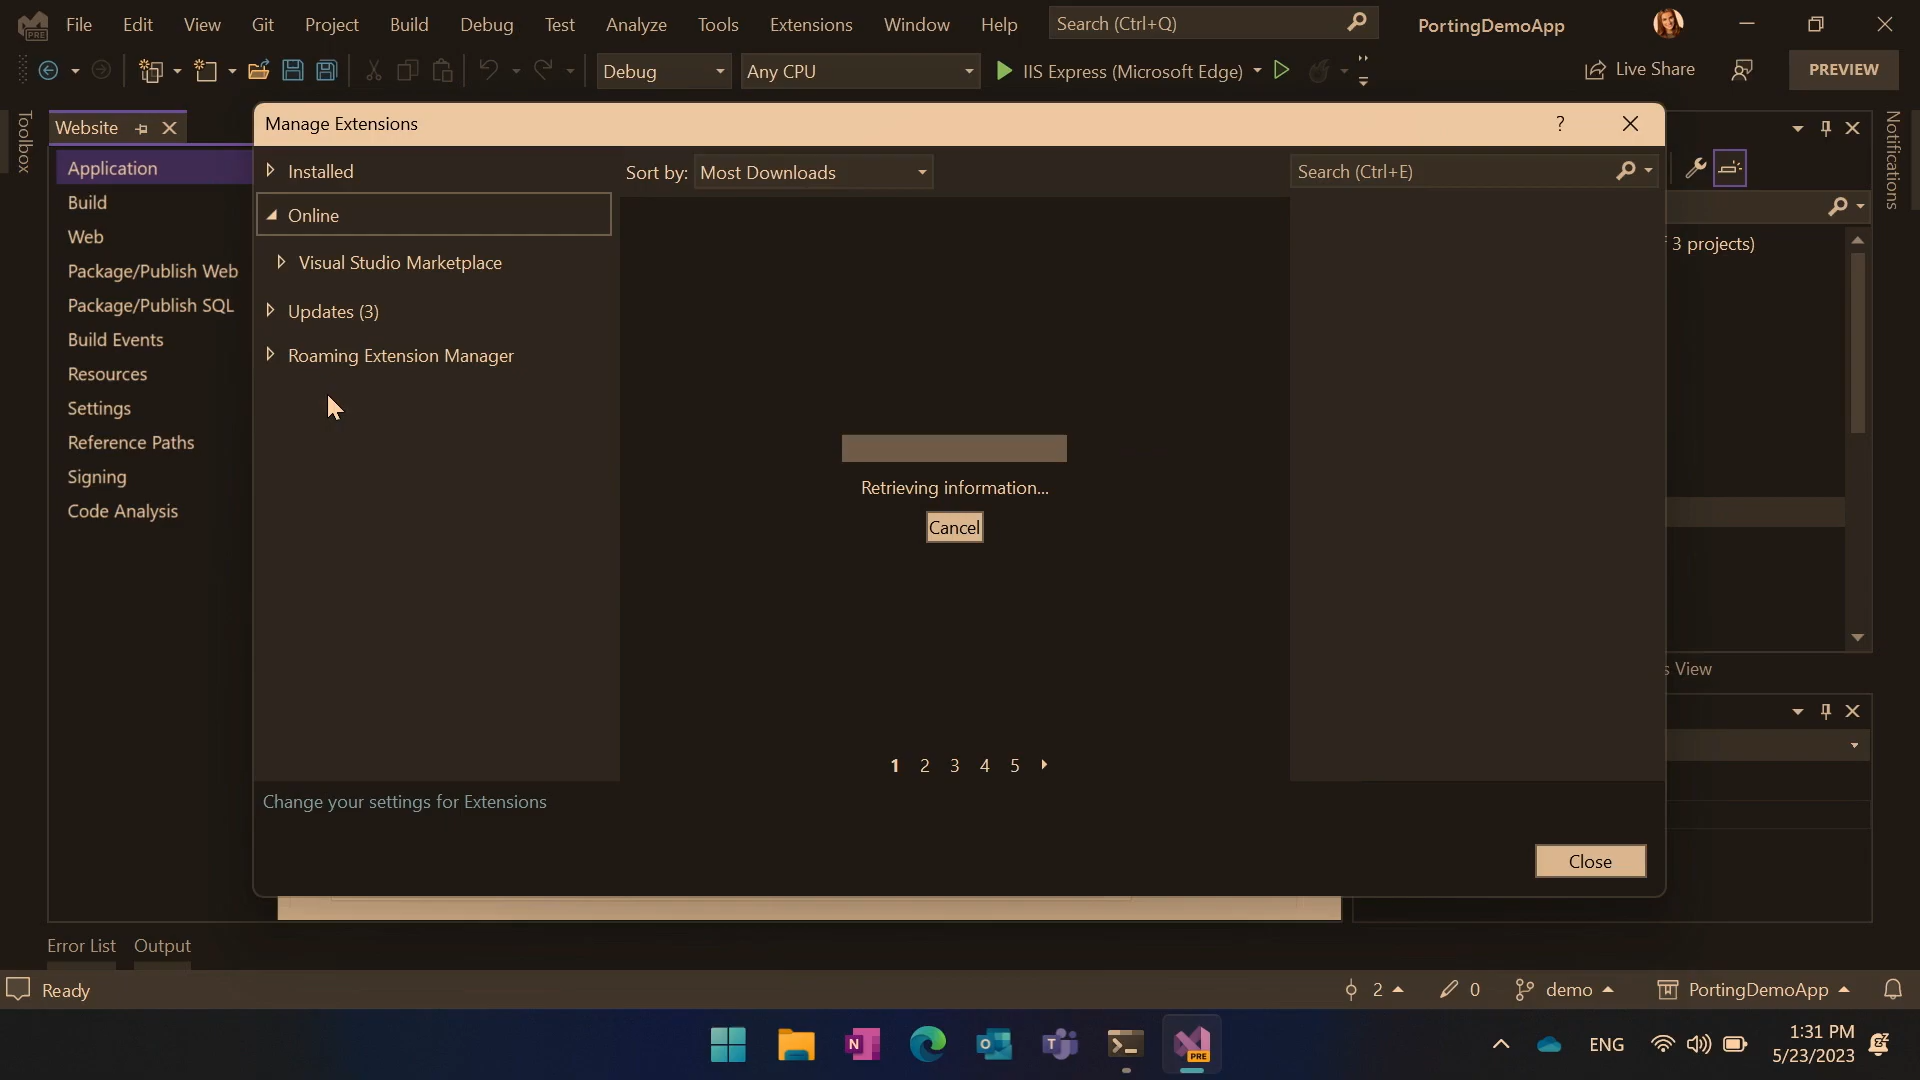 File Edit View Git Project Build Debug Test Analyze Tools Extensions Window Help Search (Ctrl+Q) PortingDemoApp
Debug Any CPU IIS Express (Microsoft Edge) Live Share PREVIEW
Toolbox
Website
Application
Build
Web
Package/Publish Web
Package/Publish SQL
Build Events
Resources
Settings
Reference Paths
Signing
Code Analysis
Manage Extensions ?
Installed
Online
Visual Studio Marketplace
Updates (3)
Roaming Extension Manager
Sort by: Most Downloads
Search (Ctrl+E)
Retrieving information...
Cancel
1 2 3 4 5
Change your settings for Extensions
Close
3 projects)
s View
Notifications
Error List Output
Ready 2 0 demo PortingDemoApp
PRE
N
O
T
PRE
ENG
1:31 PM
5/23/2023